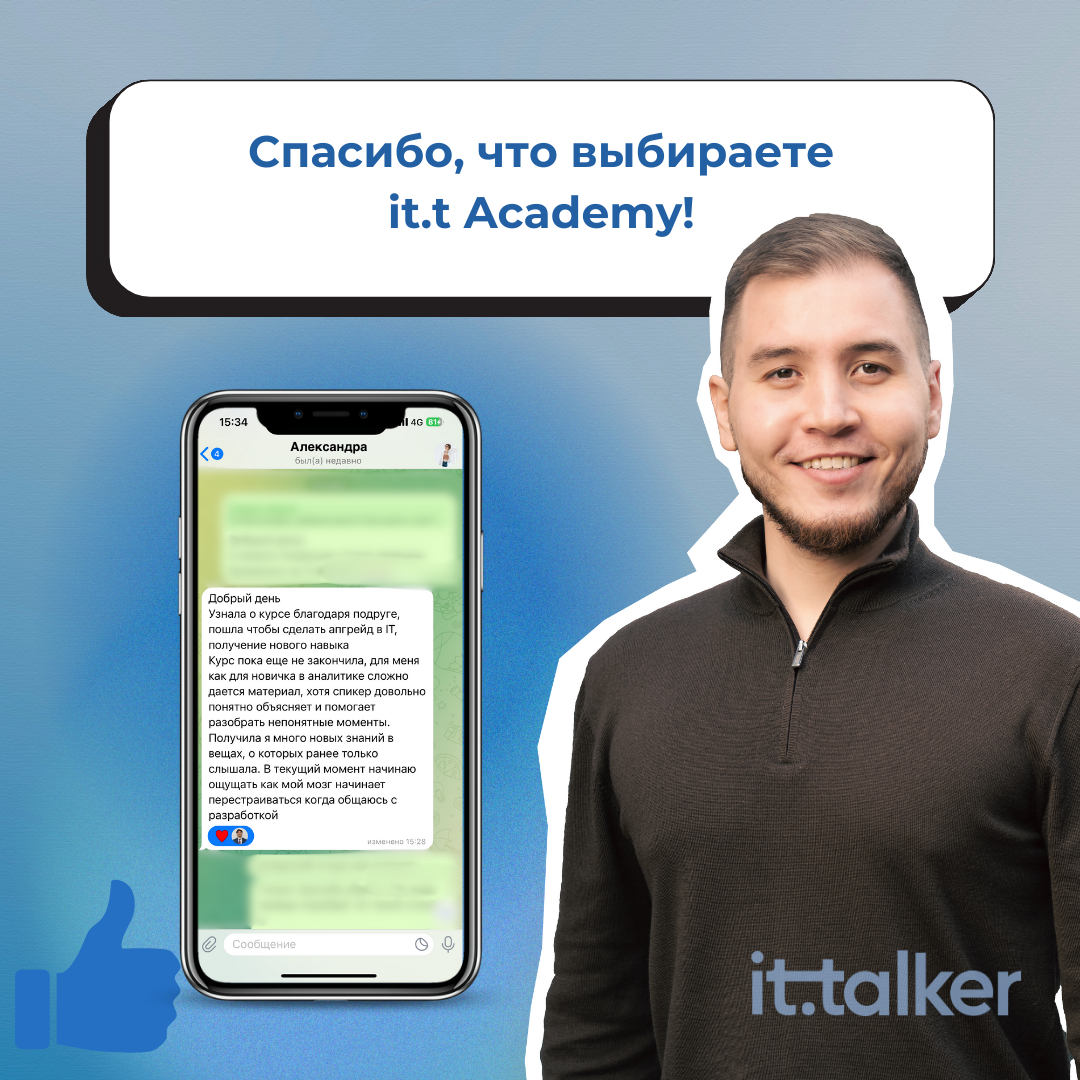 Спасибо, что выбираете
it.t Academy!
15:34
4G 81+
4
Александра
был(а) недавно
Добрый день
Узнала о курсе благодаря подруге,
пошла чтобы сделать апгрейд в IT,
получение нового навыка
Курс пока еще не закончила, для меня
как для новичка в аналитике сложно
дается материал, хотя спикер довольно
понятно объясняет и помогает
разобрать непонятные моменты.
Получила я много новых знаний в
вещах, о которых ранее только
слышала. В текущий момент начинаю
ощущать как мой мозг начинает
перестраиваться когда общаюсь с
разработкой
изменено 15:28
Сообщение
it.talker